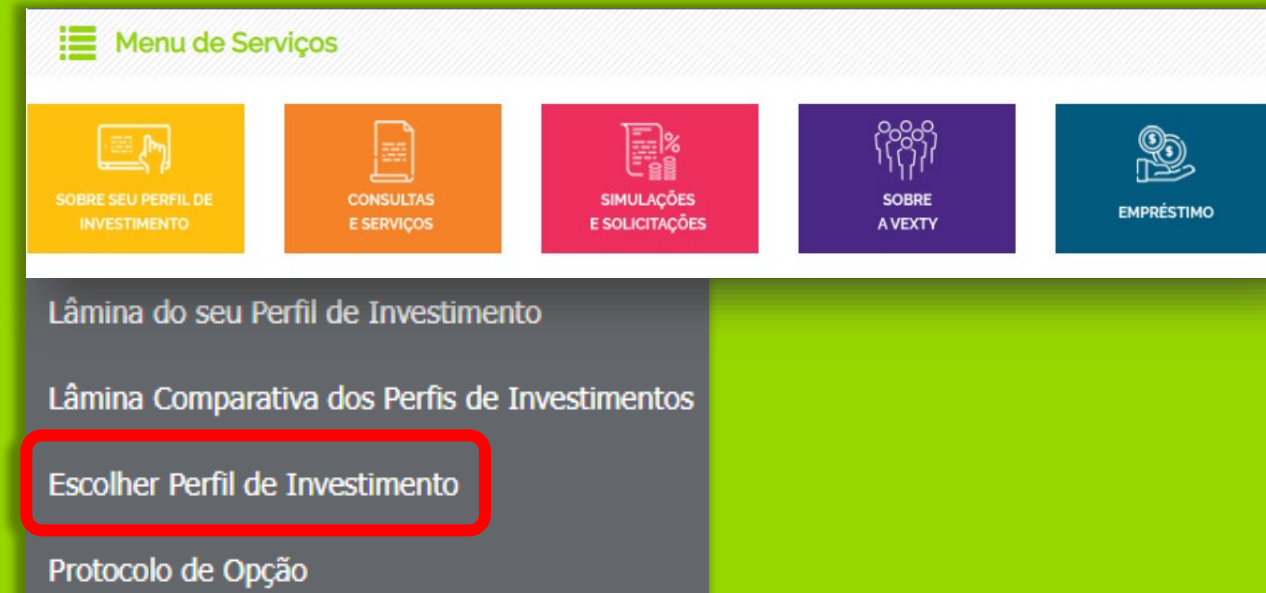 Menu de Serviços
SOBRE SEU PERFIL DE
INVESTIMENTO
CONSULTAS
E SERVIÇOS
SIMULAÇÕES
E SOLICITAÇÕES
SOBRE
A VEXTY
EMPRÉSTIMO
Lâmina do seu Perfil de Investimento
Lâmina Comparativa dos Perfis de Investimentos
Escolher Perfil de Investimento
Protocolo de Opção